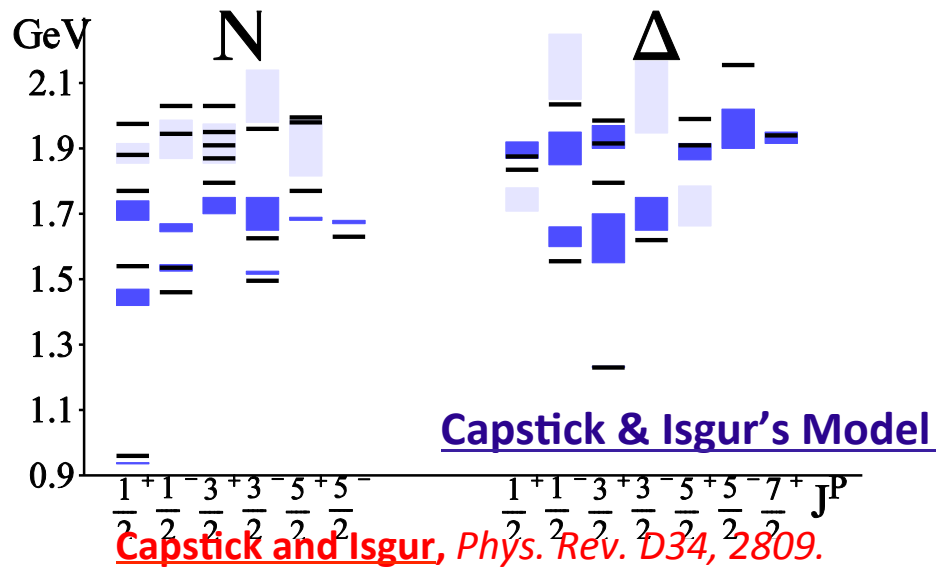 GeV N Δ
2.1
1.9
1.7
1.5
1.3
1.1
Capstick & Isgur’s Model
0.9
1/2⁺ 1/2⁻ 3/2⁺ 3/2⁻ 5/2⁺ 5/2⁻ 1/2⁺ 1/2⁻ 3/2⁺ 3/2⁻ 5/2⁺ 5/2⁻ 7/2⁺ Jᴾ
Capstick and Isgur, Phys. Rev. D34, 2809.